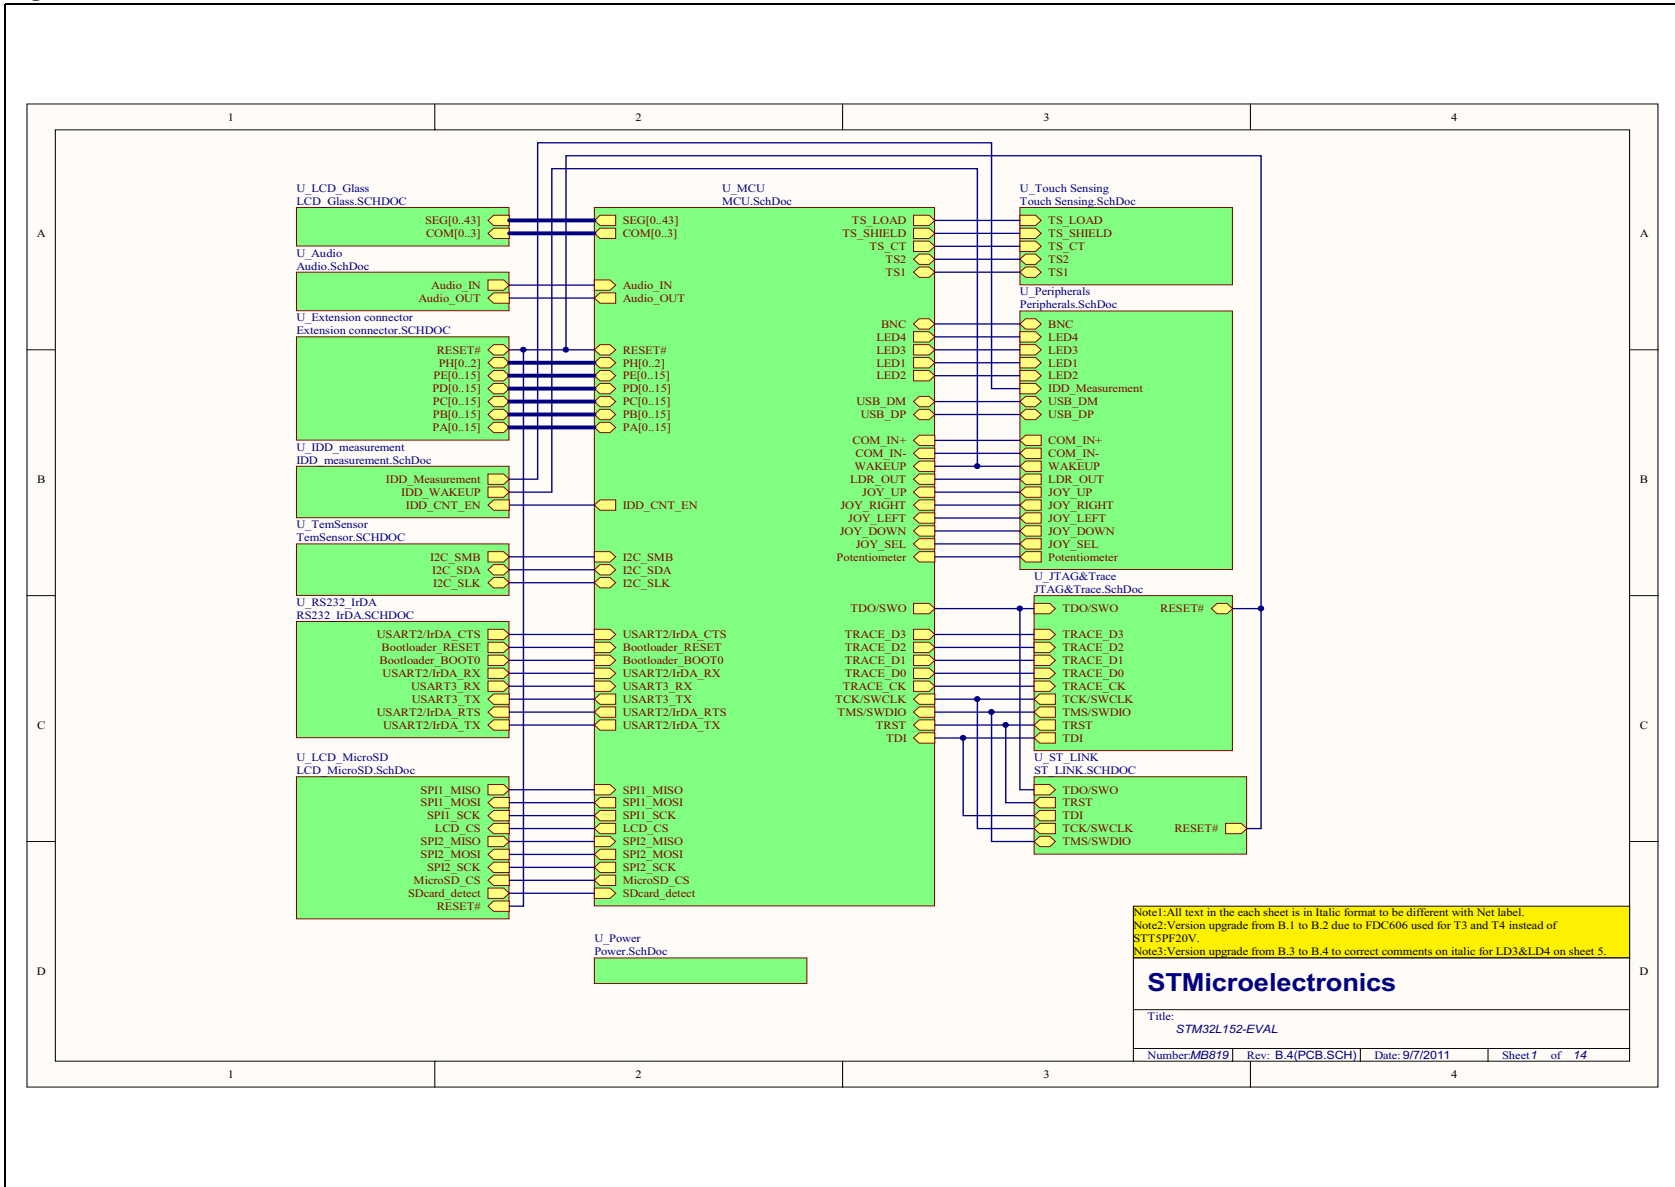 1
2
3
4
A
A
B
B
C
C
D
D
U_LCD_Glass
LCD_Glass.SCHDOC
SEG[0..43]
COM[0..3]
U_Audio
Audio.SchDoc
Audio_IN
Audio_OUT
U_Extension connector
Extension connector.SCHDOC
RESET#
PH[0..2]
PE[0..15]
PD[0..15]
PC[0..15]
PB[0..15]
PA[0..15]
U_IDD_measurement
IDD_measurement.SchDoc
IDD_Measurement
IDD_WAKEUP
IDD_CNT_EN
U_TemSensor
TemSensor.SCHDOC
I2C_SMB
I2C_SDA
I2C_SLK
U_RS232_IrDA
RS232_IrDA.SCHDOC
USART2/IrDA_CTS
Bootloader_RESET
Bootloader_BOOT0
USART2/IrDA_RX
USART3_RX
USART3_TX
USART2/IrDA_RTS
USART2/IrDA_TX
U_LCD_MicroSD
LCD_MicroSD.SchDoc
SPI1_MISO
SPI1_MOSI
SPI1_SCK
LCD_CS
SPI2_MISO
SPI2_MOSI
SPI2_SCK
MicroSD_CS
SDcard_detect
RESET#
U_MCU
MCU.SchDoc
SEG[0..43]
COM[0..3]
Audio_IN
Audio_OUT
RESET#
PH[0..2]
PE[0..15]
PD[0..15]
PC[0..15]
PB[0..15]
PA[0..15]
IDD_CNT_EN
I2C_SMB
I2C_SDA
I2C_SLK
USART2/IrDA_CTS
Bootloader_RESET
Bootloader_BOOT0
USART2/IrDA_RX
USART3_RX
USART3_TX
USART2/IrDA_RTS
USART2/IrDA_TX
SPI1_MISO
SPI1_MOSI
SPI1_SCK
LCD_CS
SPI2_MISO
SPI2_MOSI
SPI2_SCK
MicroSD_CS
SDcard_detect
TS_LOAD
TS_SHIELD
TS_CT
TS2
TS1
BNC
LED4
LED3
LED1
LED2
USB_DM
USB_DP
COM_IN+
COM_IN-
WAKEUP
LDR_OUT
JOY_UP
JOY_RIGHT
JOY_LEFT
JOY_DOWN
JOY_SEL
Potentiometer
TDO/SWO
TRACE_D3
TRACE_D2
TRACE_D1
TRACE_D0
TRACE_CK
TCK/SWCLK
TMS/SWDIO
TRST
TDI
U_Power
Power.SchDoc
U_Touch Sensing
Touch Sensing.SchDoc
TS_LOAD
TS_SHIELD
TS_CT
TS2
TS1
U_Peripherals
Peripherals.SchDoc
BNC
LED4
LED3
LED1
LED2
IDD_Measurement
USB_DM
USB_DP
COM_IN+
COM_IN-
WAKEUP
LDR_OUT
JOY_UP
JOY_RIGHT
JOY_LEFT
JOY_DOWN
JOY_SEL
Potentiometer
U_JTAG&Trace
JTAG&Trace.SchDoc
TDO/SWO RESET#
TRACE_D3
TRACE_D2
TRACE_D1
TRACE_D0
TRACE_CK
TCK/SWCLK
TMS/SWDIO
TRST
TDI
U_ST_LINK
ST_LINK.SCHDOC
TDO/SWO
TRST
TDI
TCK/SWCLK RESET#
TMS/SWDIO
Note1:All text in the each sheet is in Italic format to be different with Net label.
Note2:Version upgrade from B.1 to B.2 due to FDC606 used for T3 and T4 instead of
STT5PF20V.
Note3:Version upgrade from B.3 to B.4 to correct comments on italic for LD3&LD4 on sheet 5.
STMicroelectronics
Title:
STM32L152-EVAL
Number:MB819 Rev: B.4(PCB.SCH) Date: 9/7/2011 Sheet 1 of 14
1
2
3
4